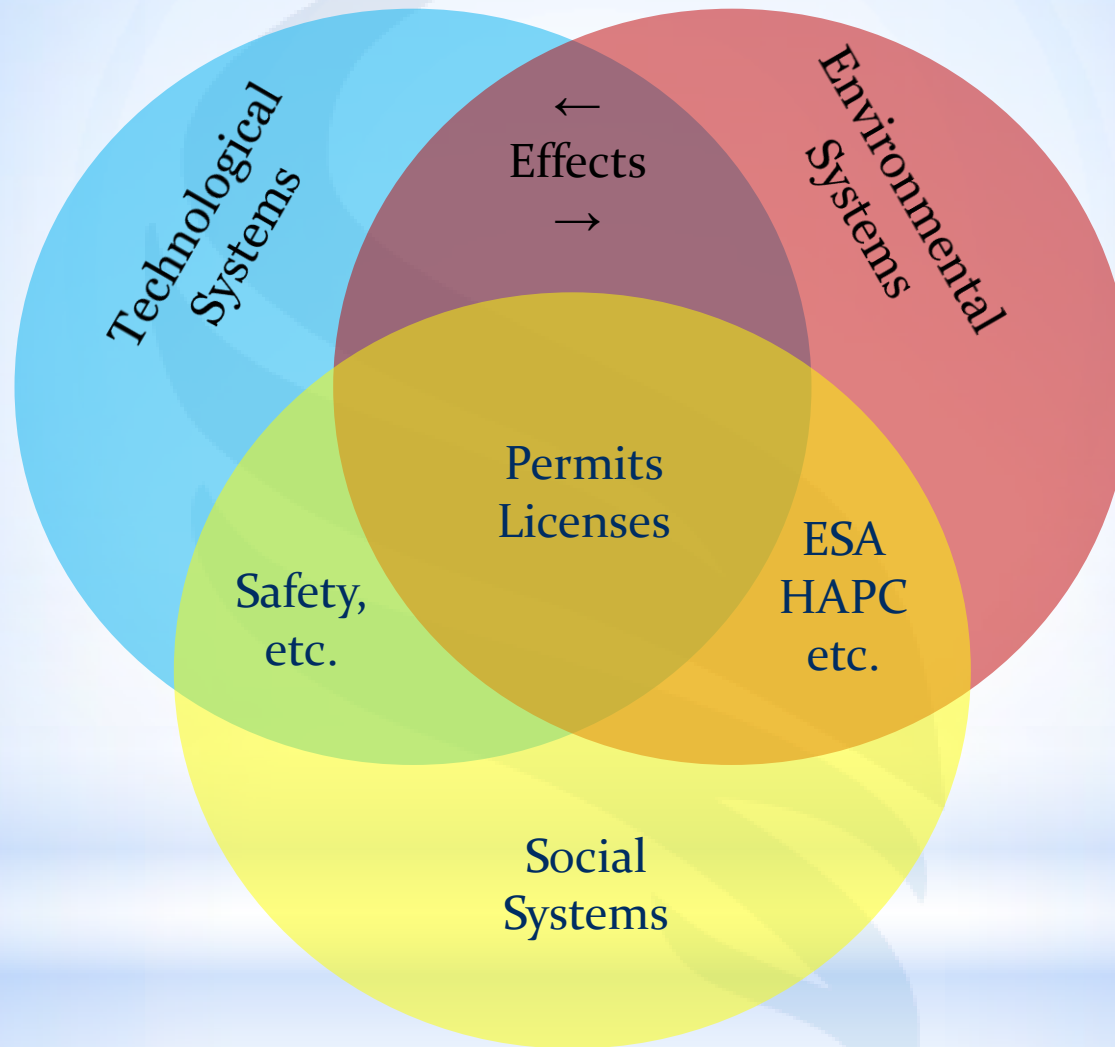 Technological
Systems
←
Effects
→
Environmental
Systems
Permits
Licenses
Safety,
etc.
ESA
HAPC
etc.
Social
Systems